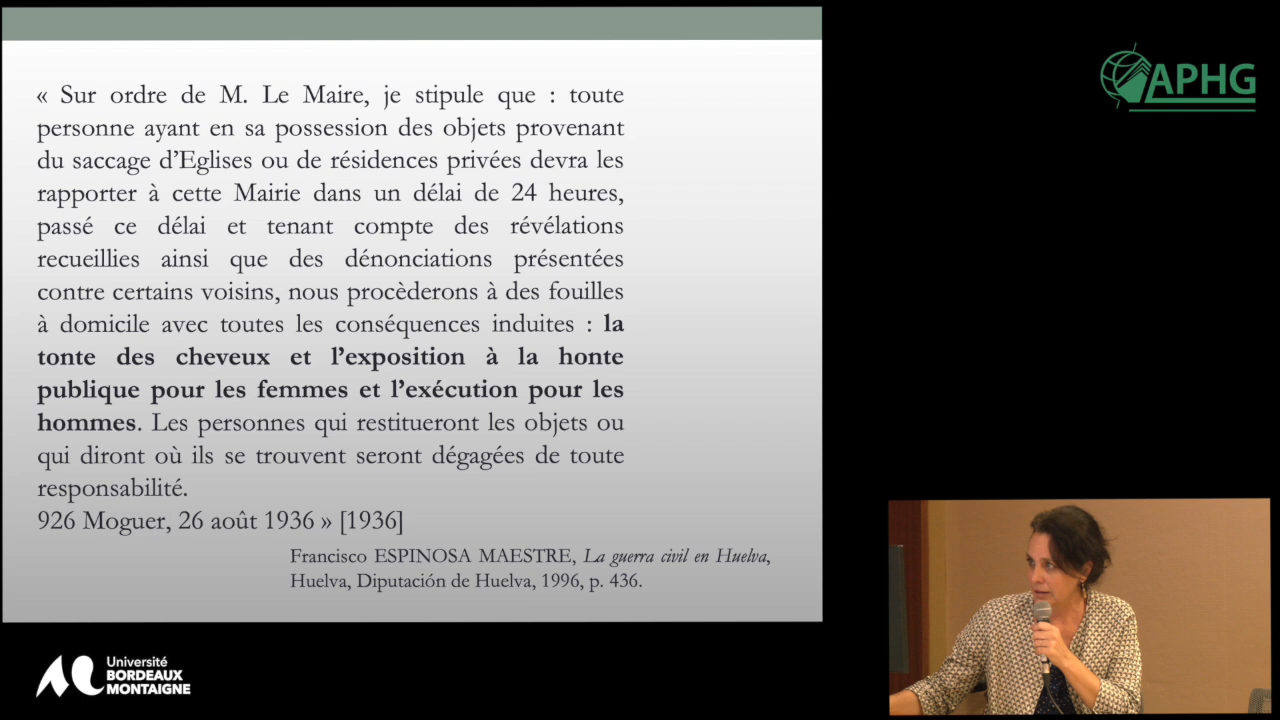 « Sur ordre de M. Le Maire, je stipule que : toute
personne ayant en sa possession des objets provenant
du saccage d’Eglises ou de résidences privées devra les
rapporter à cette Mairie dans un délai de 24 heures,
passé ce délai et tenant compte des révélations
recueillies ainsi que des dénonciations présentées
contre certains voisins, nous procèderons à des fouilles
à domicile avec toutes les conséquences induites : la
tonte des cheveux et l’exposition à la honte
publique pour les femmes et l’exécution pour les
hommes. Les personnes qui restitueront les objets ou
qui diront où ils se trouvent seront dégagées de toute
responsabilité.
926 Moguer, 26 août 1936 » [1936]
Francisco ESPINOSA MAESTRE, La guerra civil en Huelva,
Huelva, Diputación de Huelva, 1996, p. 436.
APHG
Université
BORDEAUX
MONTAIGNE